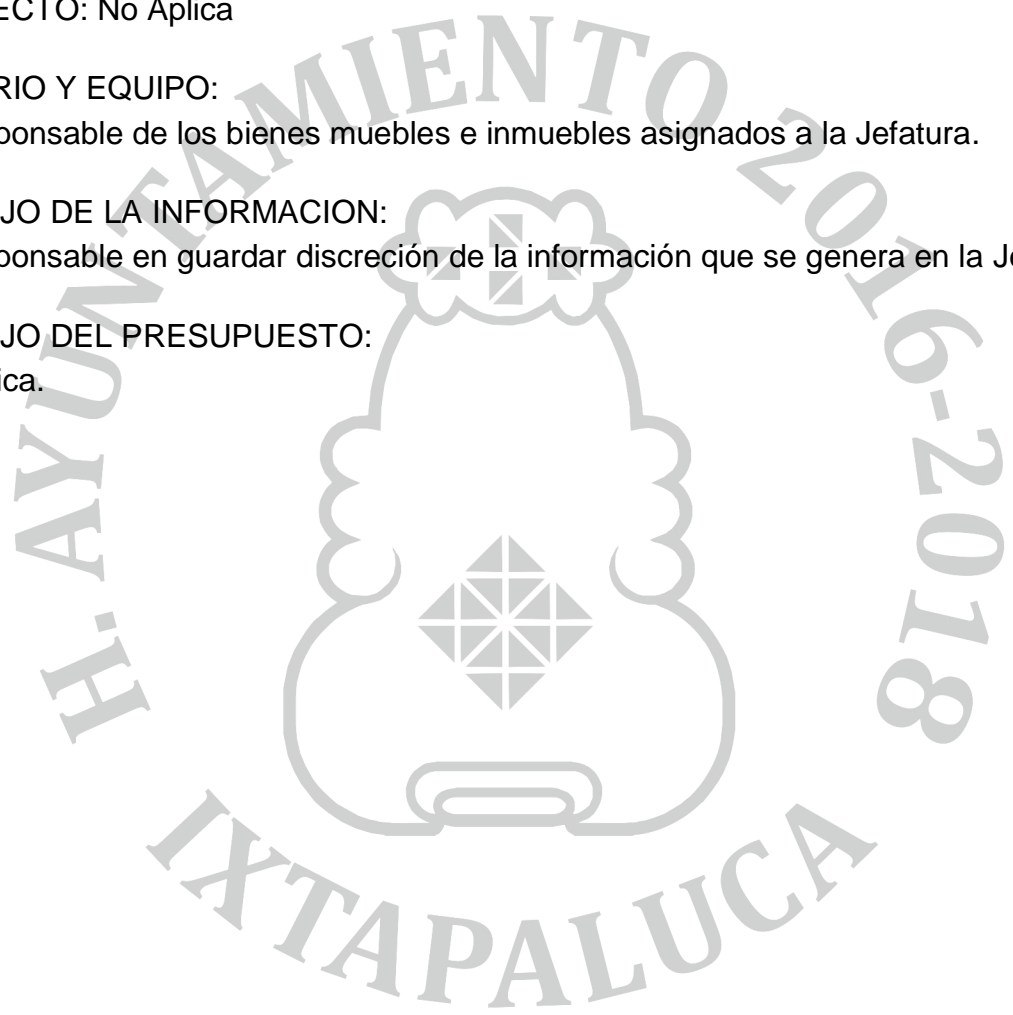 ECTO: No Aplica
RIO Y EQUIPO:
ponsable de los bienes muebles e inmuebles asignados a la Jefatura.
JO DE LA INFORMACION:
ponsable en guardar discreción de la información que se genera en la Je
JO DEL PRESUPUESTO:
ica.
H. AYUNTAMIENTO 2016-2018
IXTAPALUCA